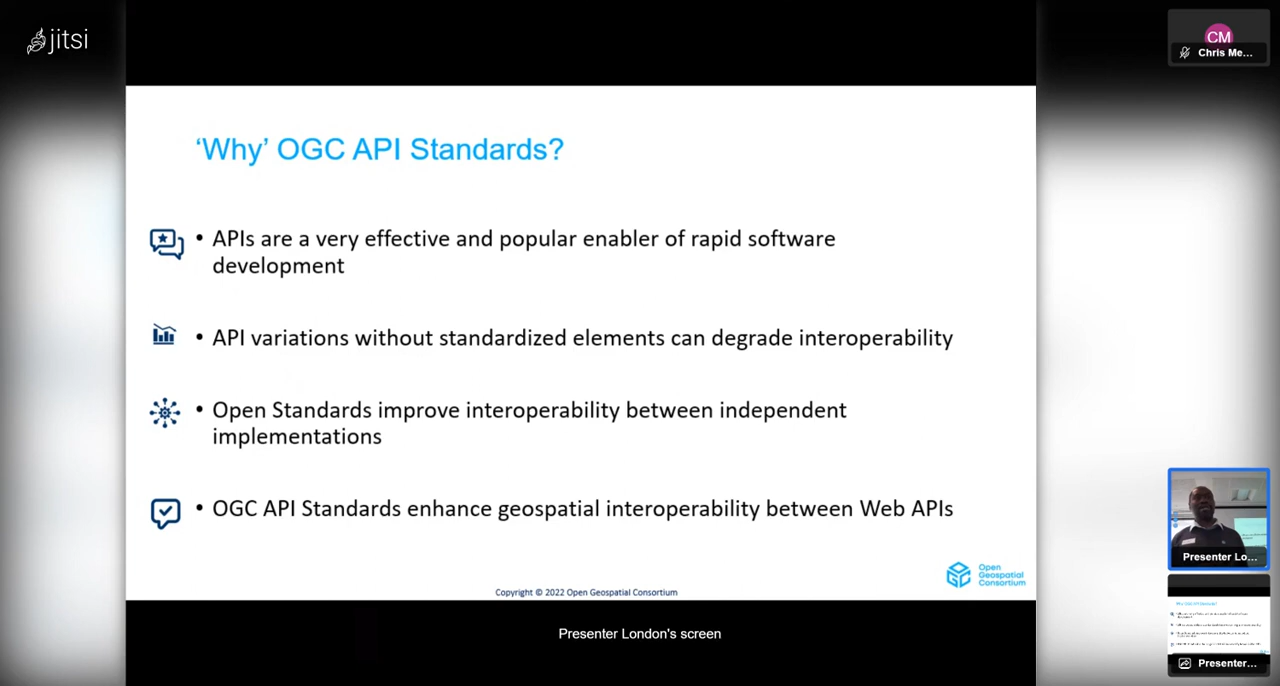 jitsi
CM
Chris Me...
‘Why’ OGC API Standards?
• APIs are a very effective and popular enabler of rapid software
development
• API variations without standardized elements can degrade interoperability
• Open Standards improve interoperability between independent
implementations
• OGC API Standards enhance geospatial interoperability between Web APIs
Open
Geospatial
Consortium
Copyright © 2022 Open Geospatial Consortium
Presenter London's screen
Presenter Lo...
Presenter...